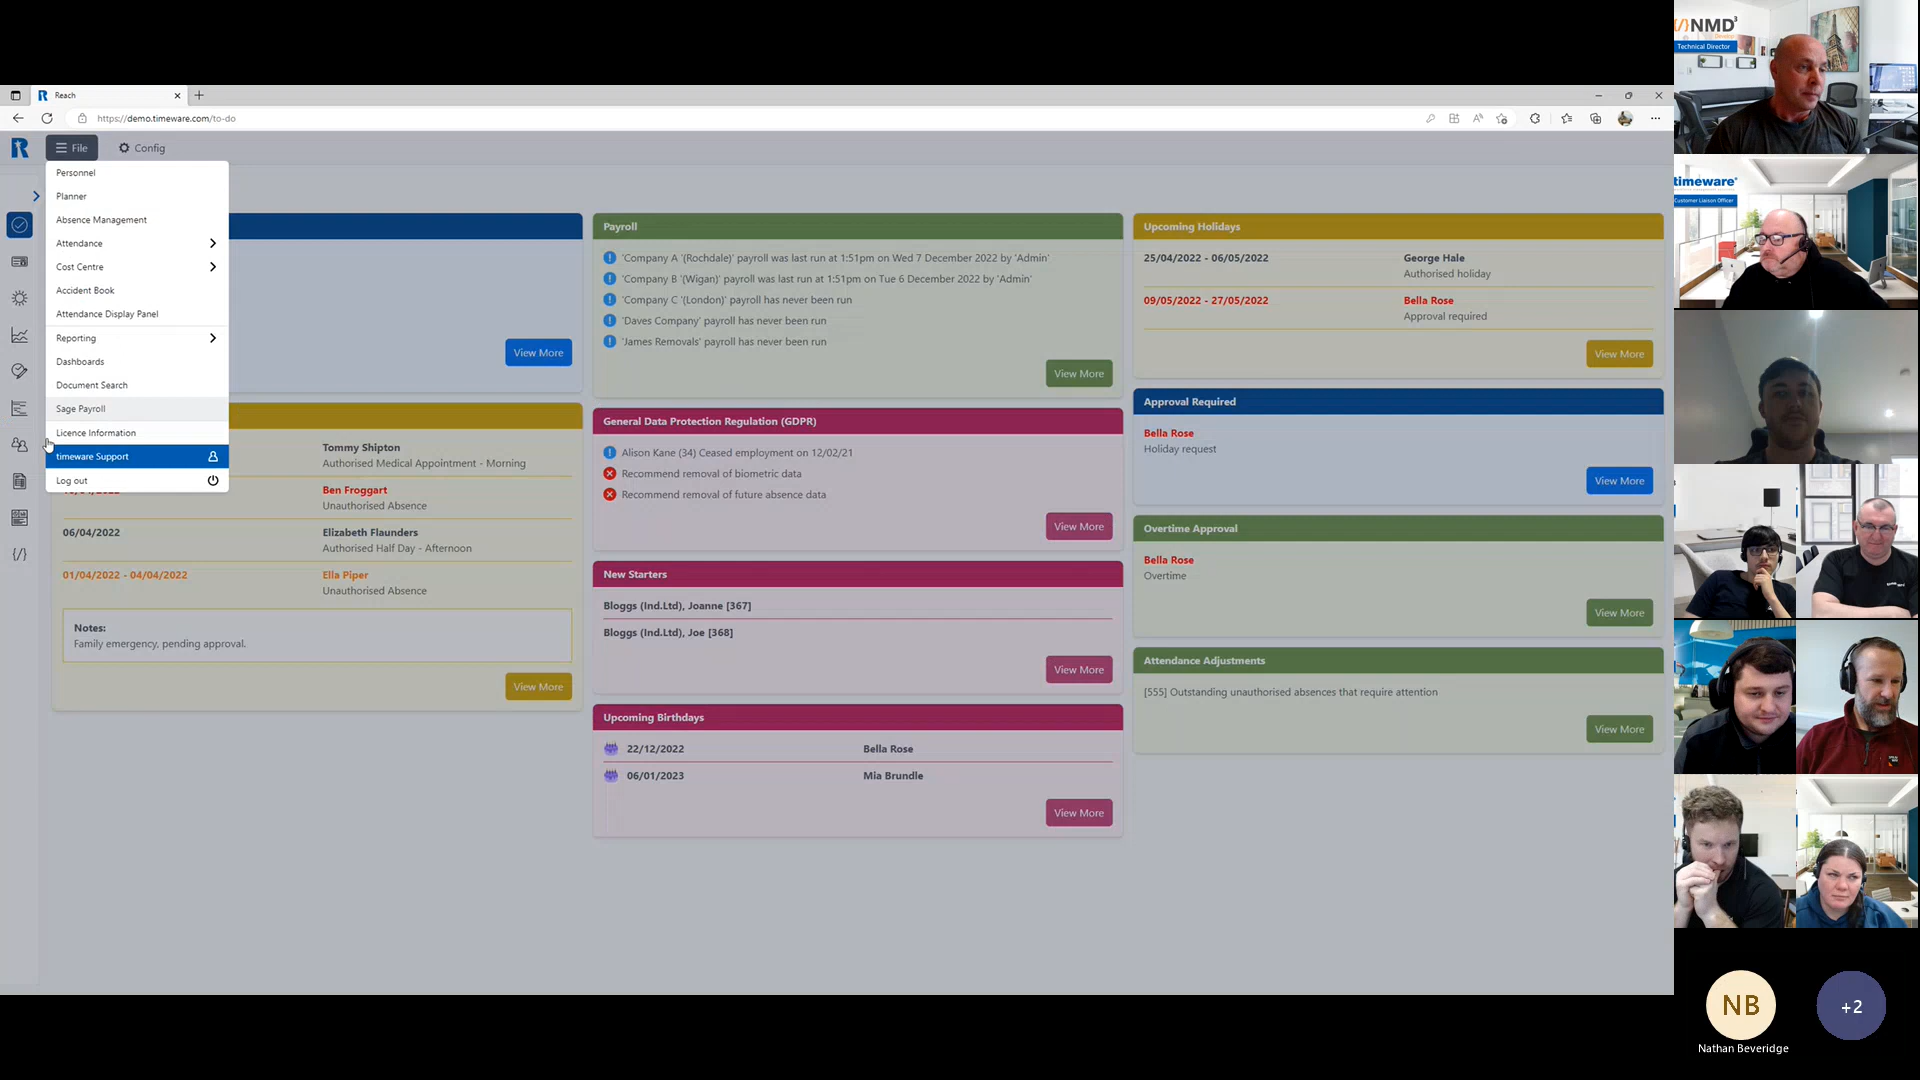 Reach
https://demo.timeware.com/to-do
File
Config
Personnel
Planner
Absence Management
Attendance
Cost Centre
Accident Book
Attendance Display Panel
Reporting
Dashboards
Document Search
Sage Payroll
Licence Information
timeware Support
Log out
View More
Tommy Shipton
Authorised Medical Appointment - Morning
Ben Froggart
Unauthorised Absence
06/04/2022
Elizabeth Flaunders
Authorised Half Day - Afternoon
01/04/2022 - 04/04/2022
Ella Piper
Unauthorised Absence
Notes:
Family emergency, pending approval.
View More
Payroll
'Company A '(Rochdale)' payroll was last run at 1:51pm on Wed 7 December 2022 by 'Admin'
'Company B '(Wigan)' payroll was last run at 1:51pm on Tue 6 December 2022 by 'Admin'
'Company C '(London)' payroll has never been run
'Daves Company' payroll has never been run
'James Removals' payroll has never been run
View More
General Data Protection Regulation (GDPR)
Alison Kane (34) Ceased employment on 12/02/21
Recommend removal of biometric data
Recommend removal of future absence data
View More
New Starters
Bloggs (Ind.Ltd), Joanne [367]
Bloggs (Ind.Ltd), Joe [368]
View More
Upcoming Birthdays
22/12/2022
Bella Rose
06/01/2023
Mia Brundle
View More
Upcoming Holidays
25/04/2022 - 06/05/2022
George Hale
Authorised holiday
09/05/2022 - 27/05/2022
Bella Rose
Approval required
View More
Approval Required
Bella Rose
Holiday request
View More
Overtime Approval
Bella Rose
Overtime
View More
Attendance Adjustments
[555] Outstanding unauthorised absences that require attention
View More
NMD³
Technical Director
timeware®
Customer Liaison Officer
NB
+2
Nathan Beveridge